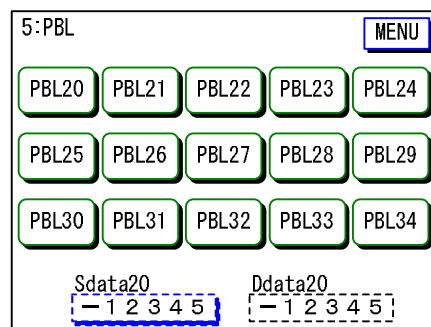 5:PBL MENU
PBL20 PBL21 PBL22 PBL23 PBL24
PBL25 PBL26 PBL27 PBL28 PBL29
PBL30 PBL31 PBL32 PBL33 PBL34
Sdata20 Ddata20
－１２３４５ －１２３４５